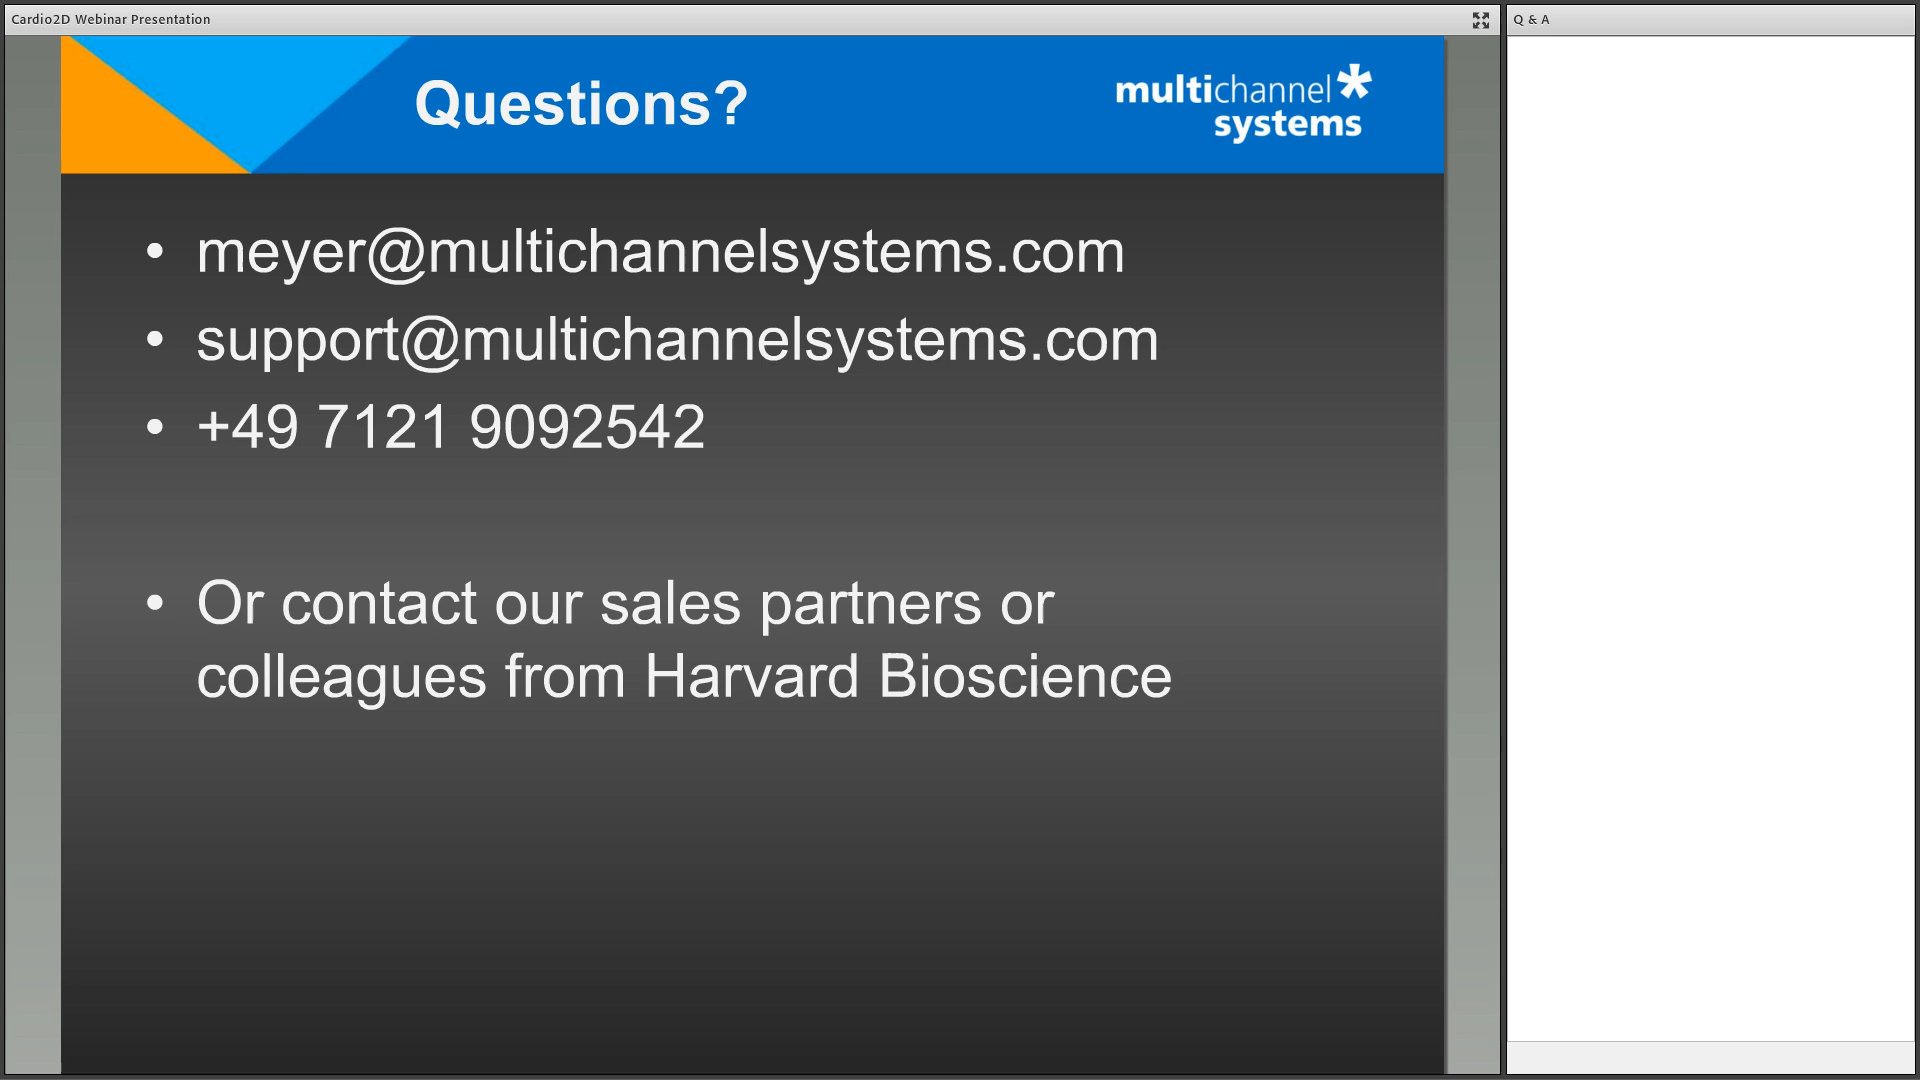 Cardio2D Webinar Presentation
Q & A
Questions?
multichannel*
systems
• meyer@multichannelsystems.com
• support@multichannelsystems.com
• +49 7121 9092542
• Or contact our sales partners or
colleagues from Harvard Bioscience